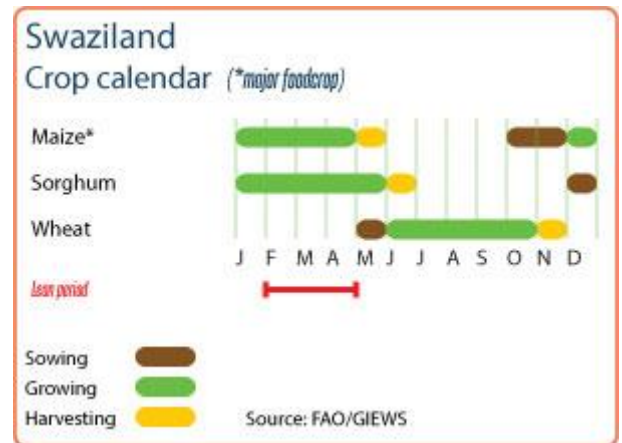 Swaziland
Crop calendar (*major foodcrop)
Maize*
Sorghum
Wheat
J F M A M J J A S O N D
Lean period
Sowing
Growing
Harvesting Source: FAO/GIEWS